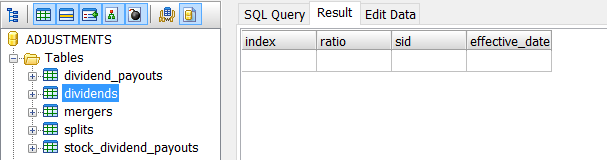 SQL Query Result Edit Data
ADJUSTMENTS
Tables
dividend_payouts
dividends
mergers
splits
stock_dividend_payouts
index ratio sid effective_date